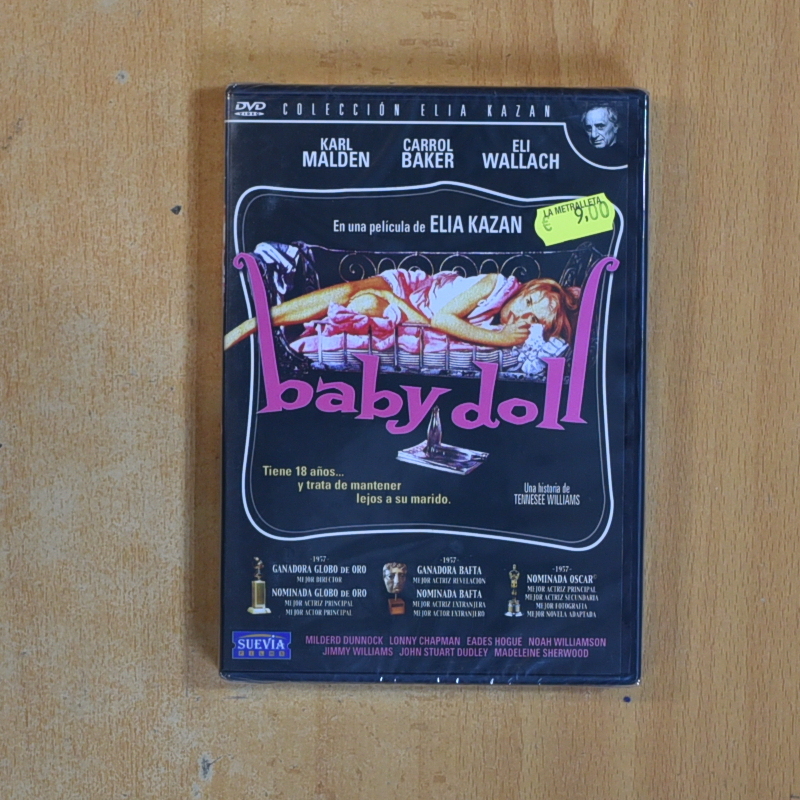 DVD
VIDEO
COLECCIÓN ELIA KAZAN
KARL MALDEN
CARROL BAKER
ELI WALLACH
LA METRALLETA
€ 9,00
En una película de ELIA KAZAN
baby doll
Tiene 18 años...
y trata de mantener
lejos a su marido.
Una historia de
TENNESEE WILLIAMS
-1957-
GANADORA GLOBO DE ORO
MEJOR DIRECTOR
NOMINADA GLOBO DE ORO
MEJOR ACTRIZ PRINCIPAL
MEJOR ACTOR PRINCIPAL
-1957-
GANADORA BAFTA
MEJOR ACTRIZ REVELACION
NOMINADA BAFTA
MEJOR ACTRIZ EXTRANJERA
MEJOR ACTOR EXTRANJERO
-1957-
NOMINADA OSCAR©
MEJOR ACTRIZ PRINCIPAL
MEJOR ACTRIZ SECUNDARIA
MEJOR FOTOGRAFIA
MEJOR NOVELA ADAPTADA
SUEVIA
FILMS
MILDERD DUNNOCK LONNY CHAPMAN EADES HOGUE NOAH WILLIAMSON
JIMMY WILLIAMS JOHN STUART DUDLEY MADELEINE SHERWOOD